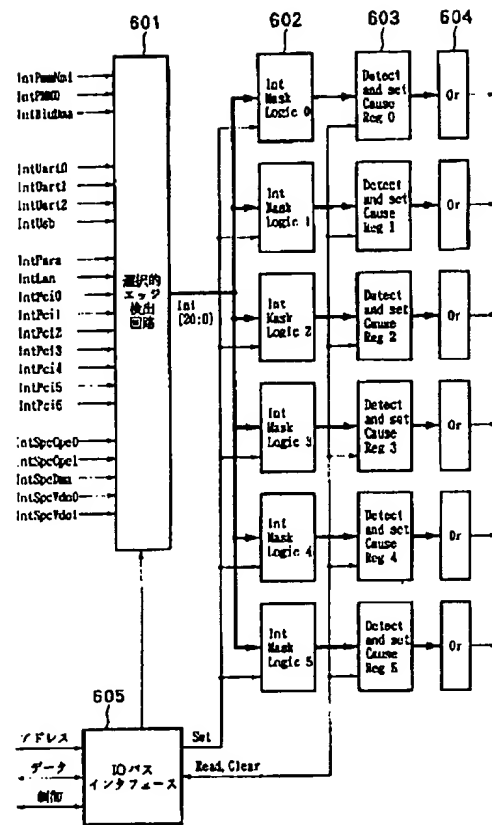 601
602
603
604
IntPMMU
IntUart0
IntUart1
IntUart2
IntUsb
IntPara
IntLan
IntPci0
IntPci1
IntPci2
IntPci3
IntPci4
IntPci5
IntPci6
IntSpcCpe0
IntSpcCpe1
IntSpcDma
IntSpcVdo0
IntSpcVdo1
選択的
エッジ
検出
回路
Int
[20:0]
Int
Mask
Logic 0
Detect
and set
Cause
Reg 0
Or
Int
Mask
Logic 1
Detect
and set
Cause
Reg 1
Or
Int
Mask
Logic 2
Detect
and set
Cause
Reg 2
Or
Int
Mask
Logic 3
Detect
and set
Cause
Reg 3
Or
Int
Mask
Logic 4
Detect
and set
Cause
Reg 4
Or
Int
Mask
Logic 5
Detect
and set
Cause
Reg 5
Or
605
アドレス
データ
制御
IOバス
インタフェース
Set
Read,Clear